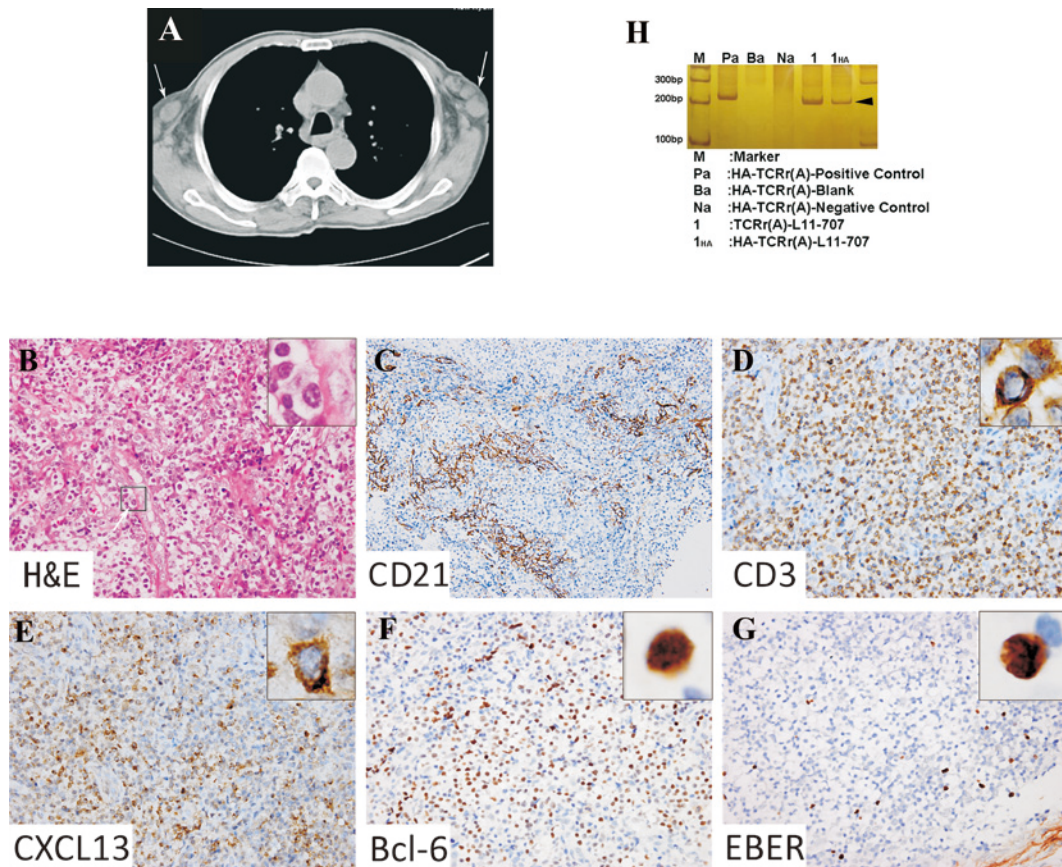 A
H
M Pa Ba Na 1 1HA
300bp
200bp
100bp
M :Marker
Pa :HA-TCRr(A)-Positive Control
Ba :HA-TCRr(A)-Blank
Na :HA-TCRr(A)-Negative Control
1 :TCRr(A)-L11-707
1HA :HA-TCRr(A)-L11-707
B
H&E
C
CD21
D
CD3
E
CXCL13
F
Bcl-6
G
EBER